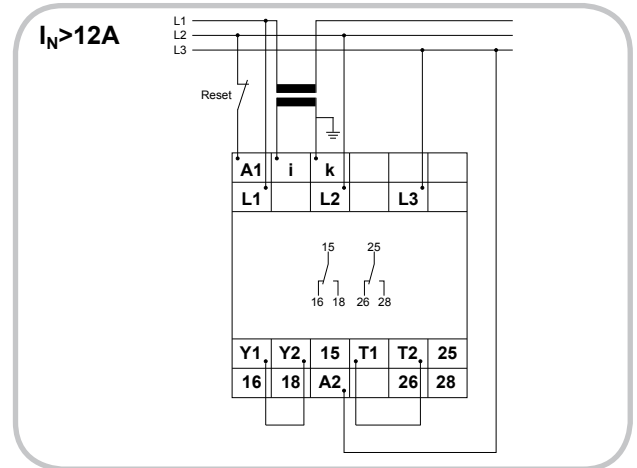 I_N>12A
L1
L2
L3
Reset
A1 i k
L1 L2 L3
15 25
16 18 26 28
Y1 Y2 15 T1 T2 25
16 18 A2 26 28